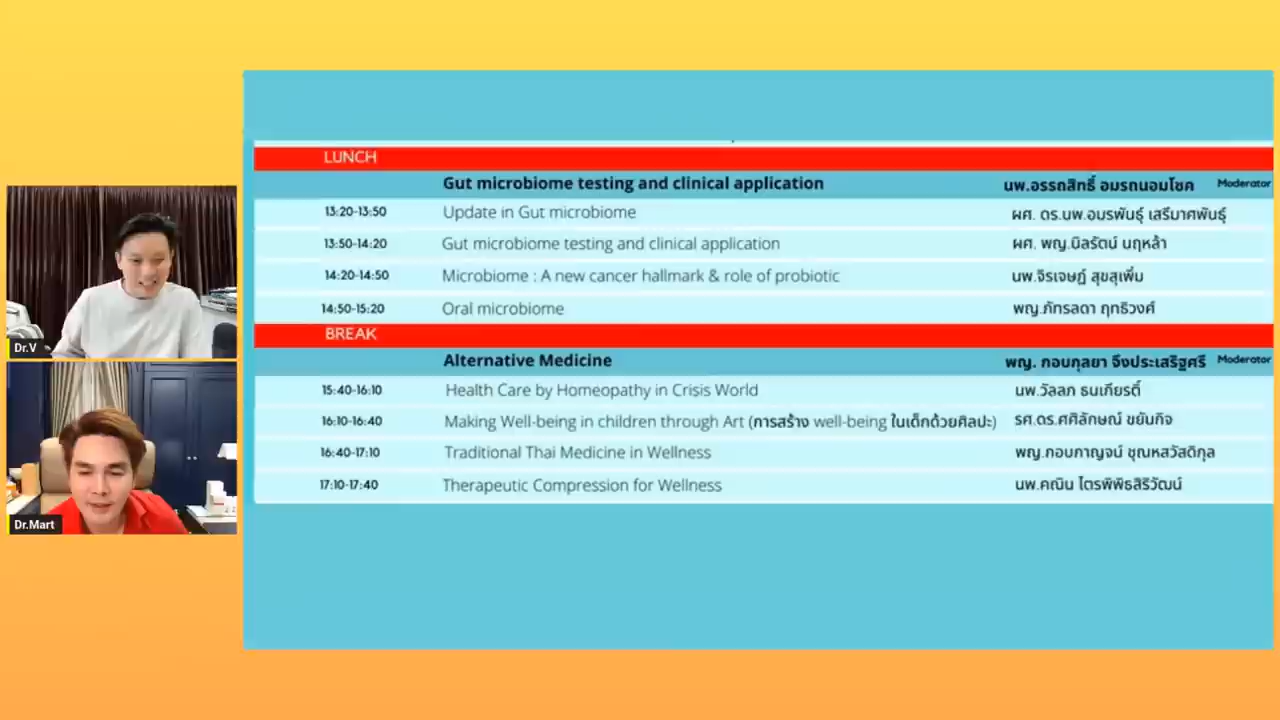 LUNCH
Gut microbiome testing and clinical application นพ.อรรถสิทธิ์ อมรถนอมโชค Moderator
13:20-13:50 Update in Gut microbiome ผศ. ดร.นพ.อมรพันธุ์ เสรีมาศพันธุ์
13:50-14:20 Gut microbiome testing and clinical application ผศ. พญ.นิลรัตน์ นฤหล้า
14:20-14:50 Microbiome : A new cancer hallmark & role of probiotic นพ.จิรเจษฎ์ สุขสุเพิ่ม
14:50-15:20 Oral microbiome พญ.ภัทรลดา ฤทธิวงศ์
BREAK
Alternative Medicine พญ. กอบกุลยา จึงประเสริฐศรี Moderator
15:40-16:10 Health Care by Homeopathy in Crisis World นพ.วัลลภ ธนเกียรติ์
16:10-16:40 Making Well-being in children through Art (การสร้าง well-being ในเด็กด้วยศิลปะ) รศ.ดร.ศศิลักษณ์ ขยันกิจ
16:40-17:10 Traditional Thai Medicine in Wellness พญ.กอบกาญจน์ ชุณหสวัสดิกุล
17:10-17:40 Therapeutic Compression for Wellness นพ.คณิน ไตรพิพิธสิริวัฒน์
Dr.V
Dr.Mart